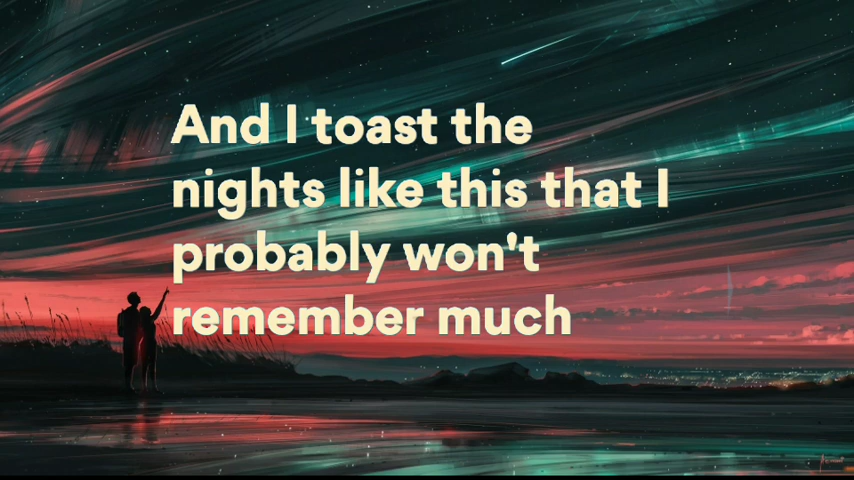 And I toast the
nights like this that I
probably won't
remember much